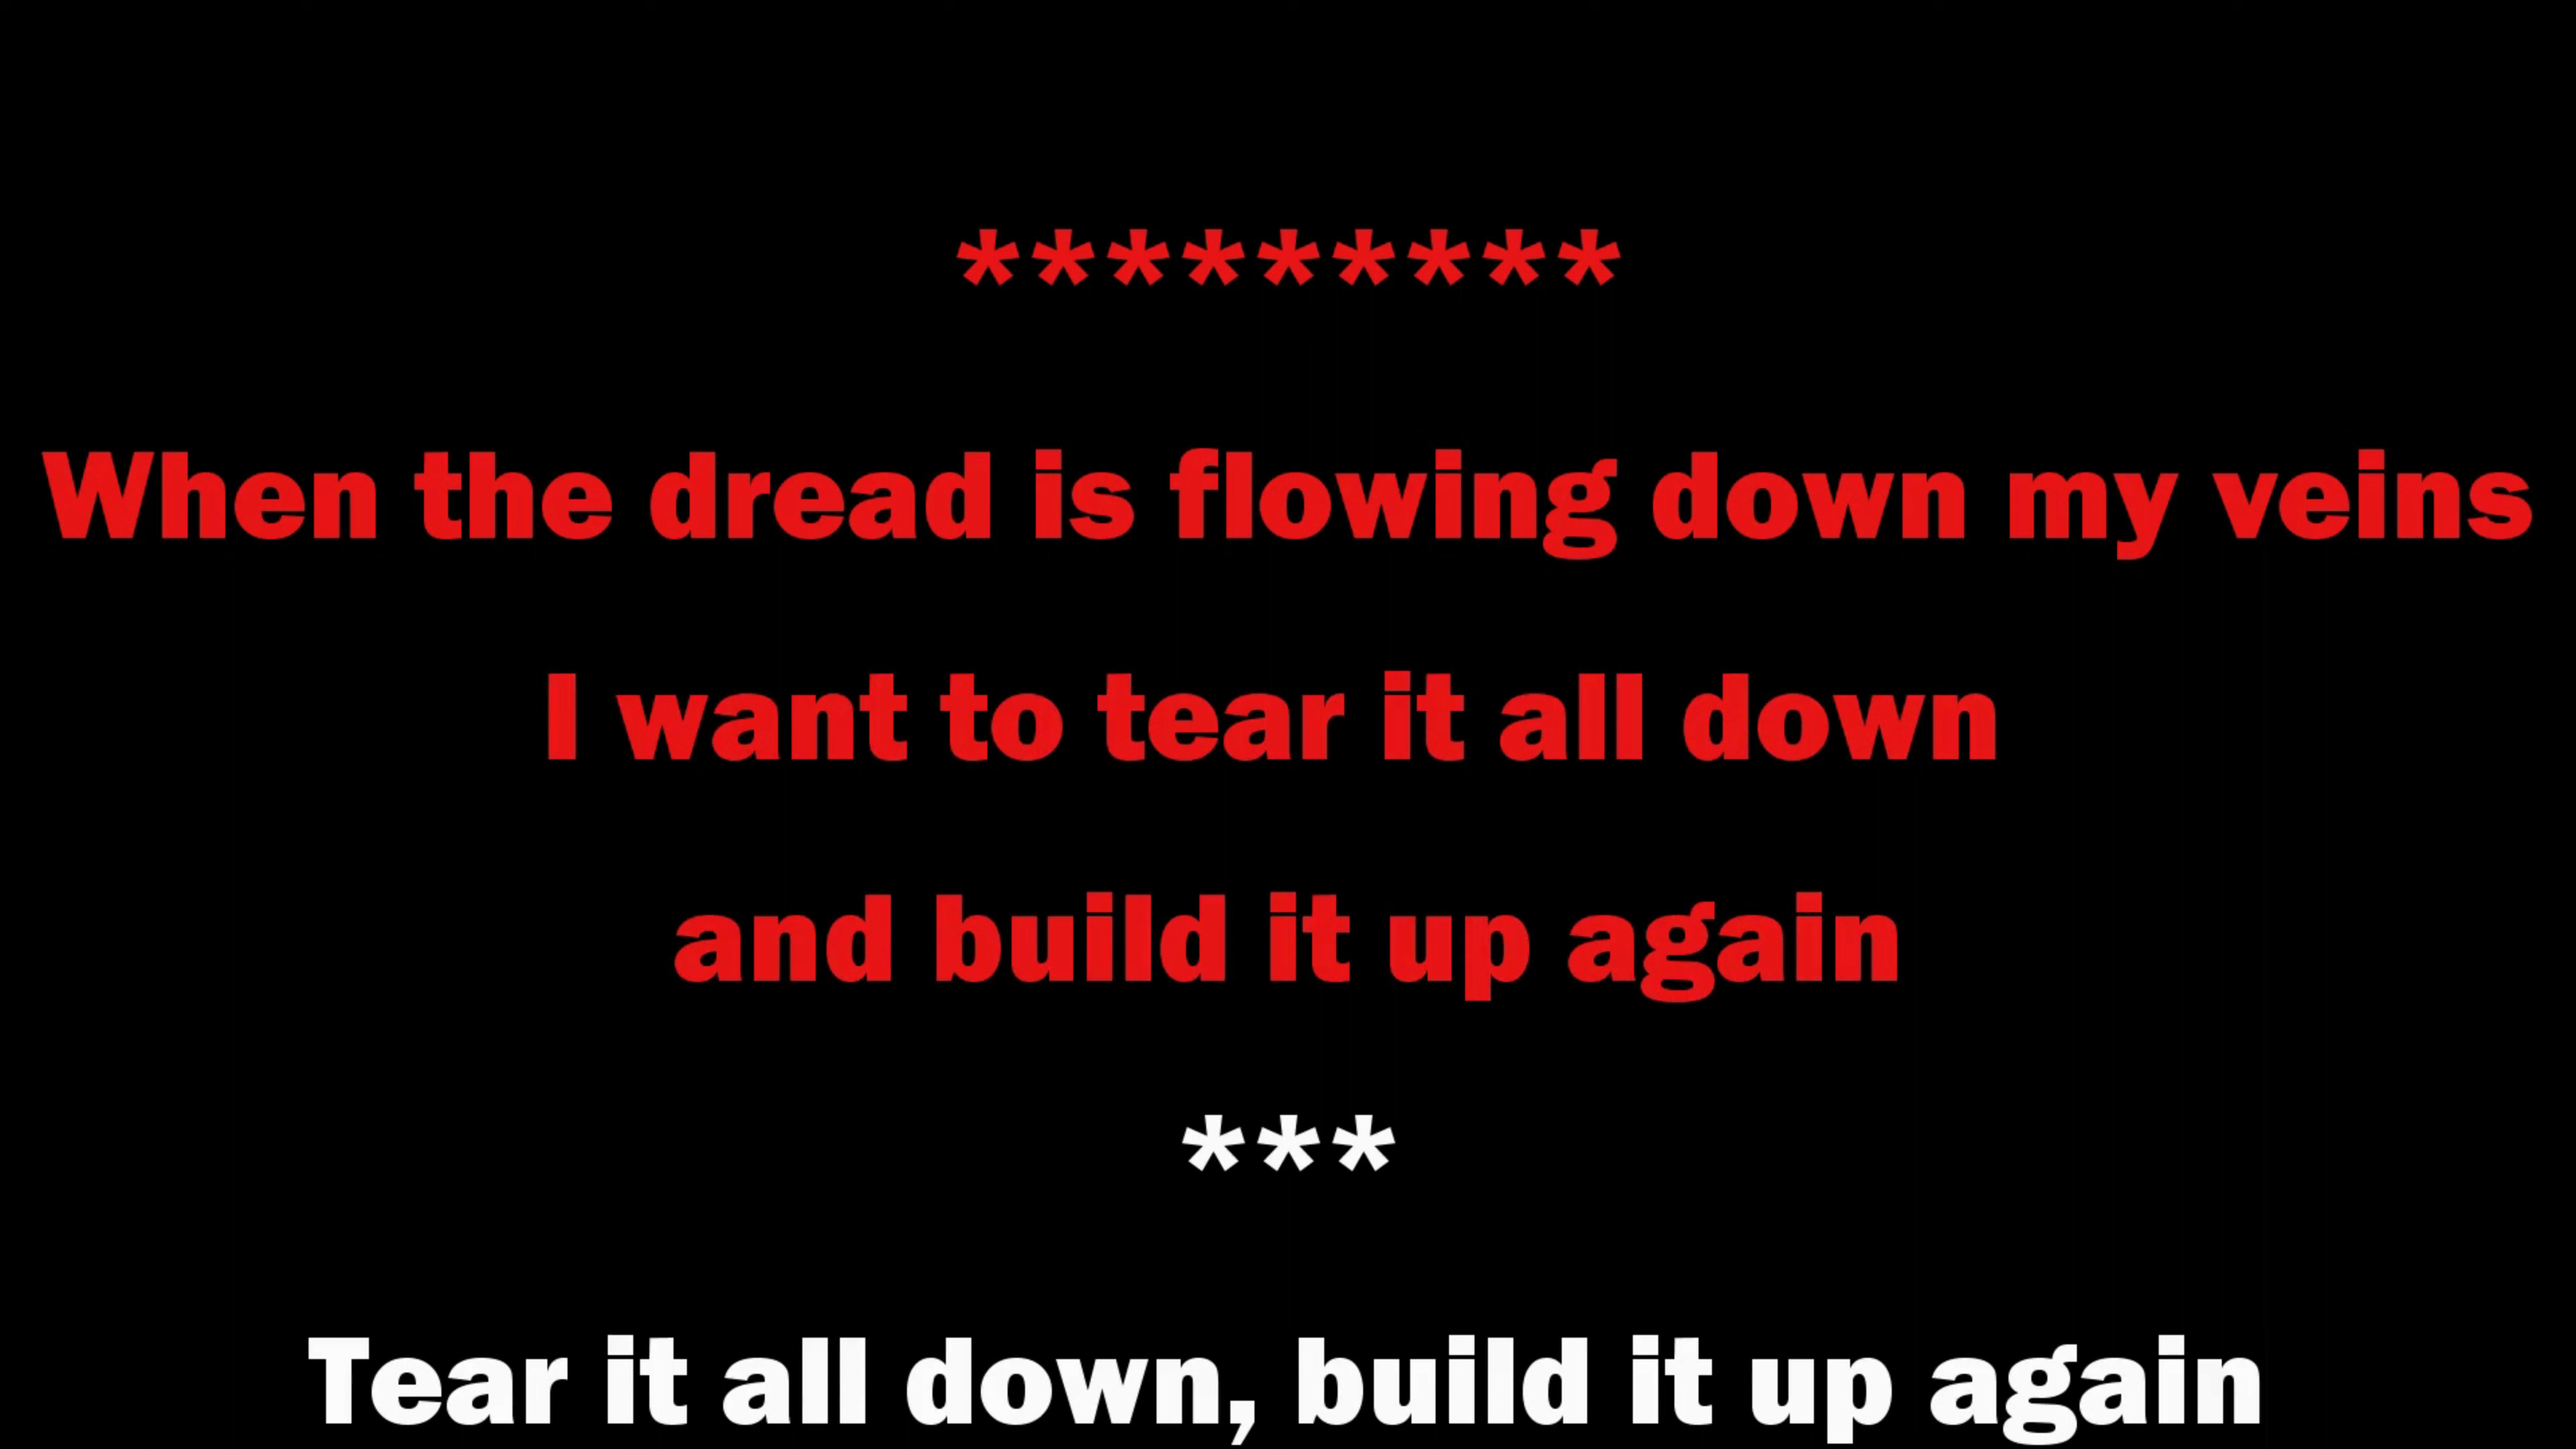 *********
When the dread is flowing down my veins
I want to tear it all down
and build it up again
***
Tear it all down, build it up again